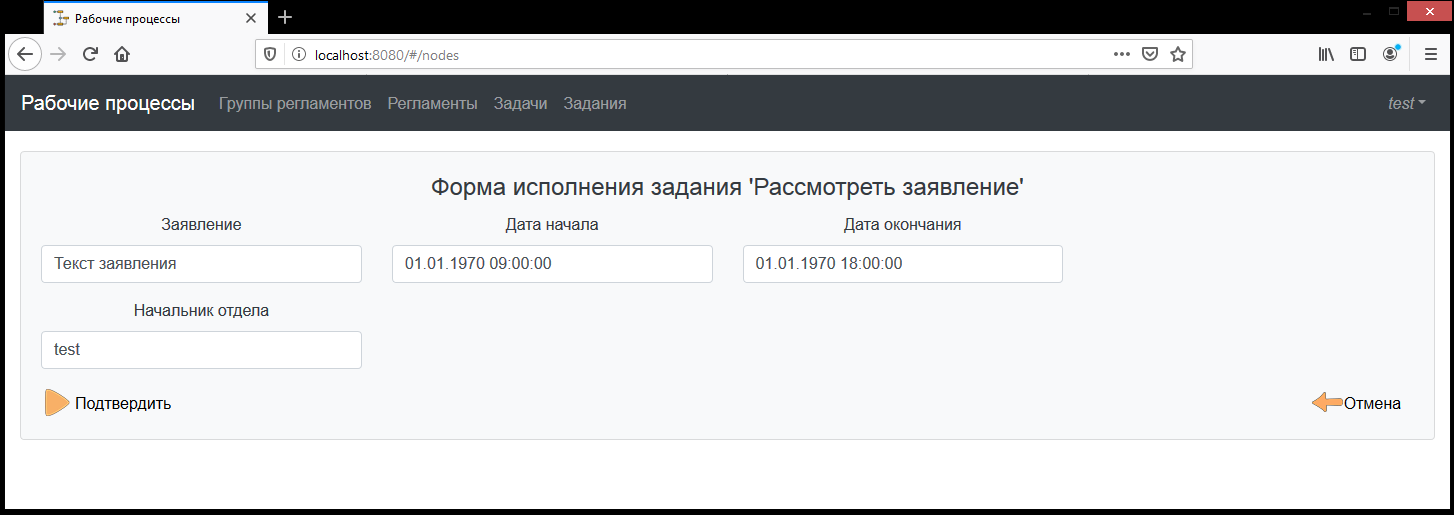 Рабочие процессы
localhost:8080/#/nodes
Рабочие процессы Группы регламентов Регламенты Задачи Задания test
Форма исполнения задания 'Рассмотреть заявление'
Заявление Дата начала Дата окончания
Текст заявления 01.01.1970 09:00:00 01.01.1970 18:00:00
Начальник отдела
test
Подтвердить Отмена